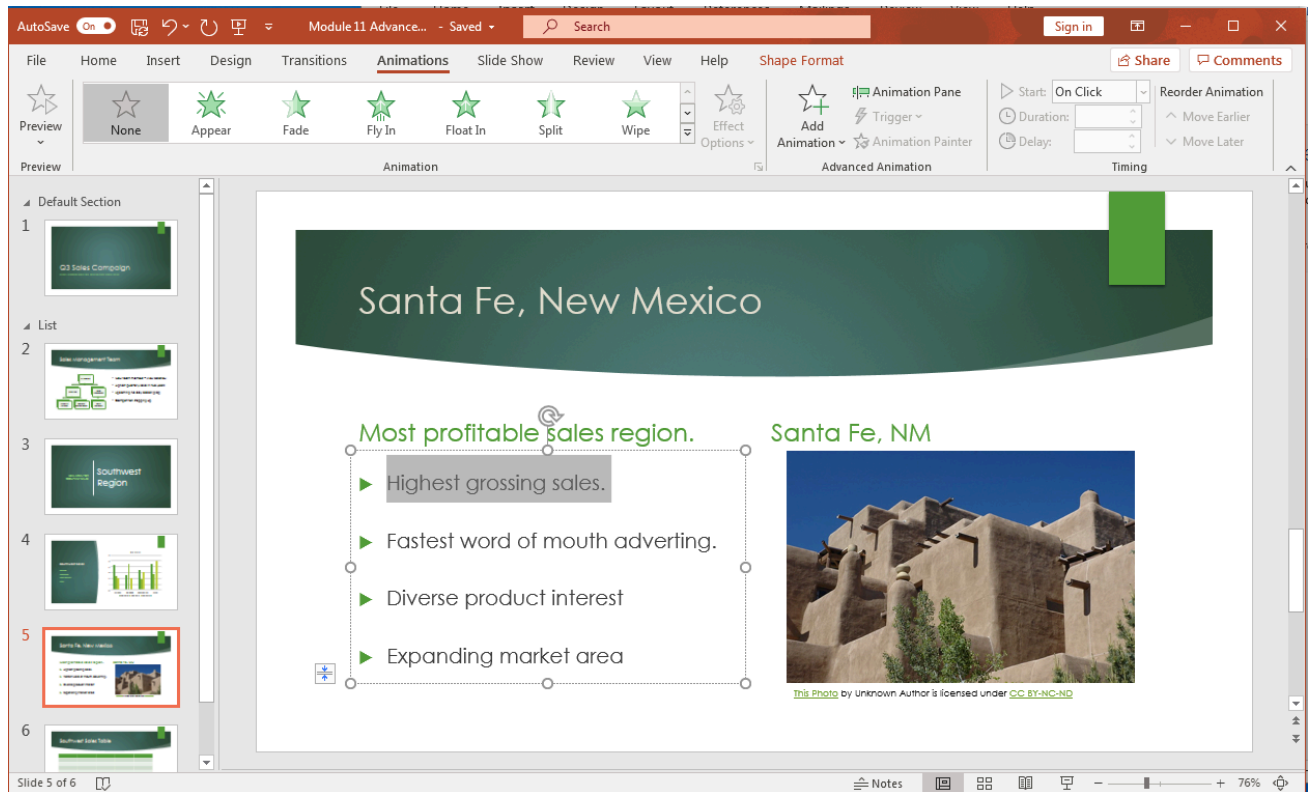 AutoSave On Module 11 Advance... - Saved Search Sign in
File Home Insert Design Transitions Animations Slide Show Review View Help Shape Format Share Comments
Preview
None Appear Fade Fly In Float In Split Wipe
Effect Options
Add Animation
Animation Pane
Trigger
Animation Painter
Start: On Click
Duration:
Delay:
Reorder Animation
Move Earlier
Move Later
Preview Animation Advanced Animation Timing
Default Section
1
Q3 Sales Campaign
List
2
Sales Management Team
3
Southwest
Region
4
5
Santa Fe, New Mexico
6
Southwest Sales Table
Santa Fe, New Mexico
Most profitable sales region.
Highest grossing sales.
Fastest word of mouth adverting.
Diverse product interest
Expanding market area
Santa Fe, NM
This Photo by Unknown Author is licensed under CC BY-NC-ND
Slide 5 of 6 Notes 76%